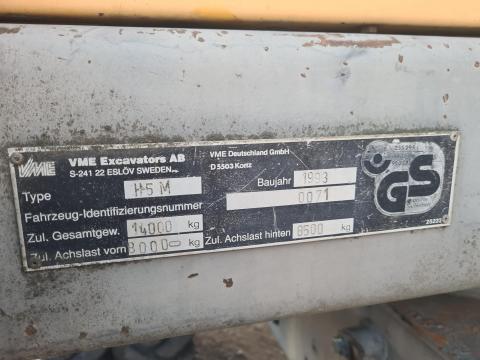 VME
VME Excavators AB
S-241 22 ESLÖV SWEDEN
VME Deutschland GmbH
D 5503 Konz
Type H5M
Baujahr 1993
Fahrzeug-Identifizierungsnummer 0071
Zul. Gesamtgew. 14000 kg
Zul. Achslast vorn 8000 kg
Zul. Achslast hinten 8500 kg
GS